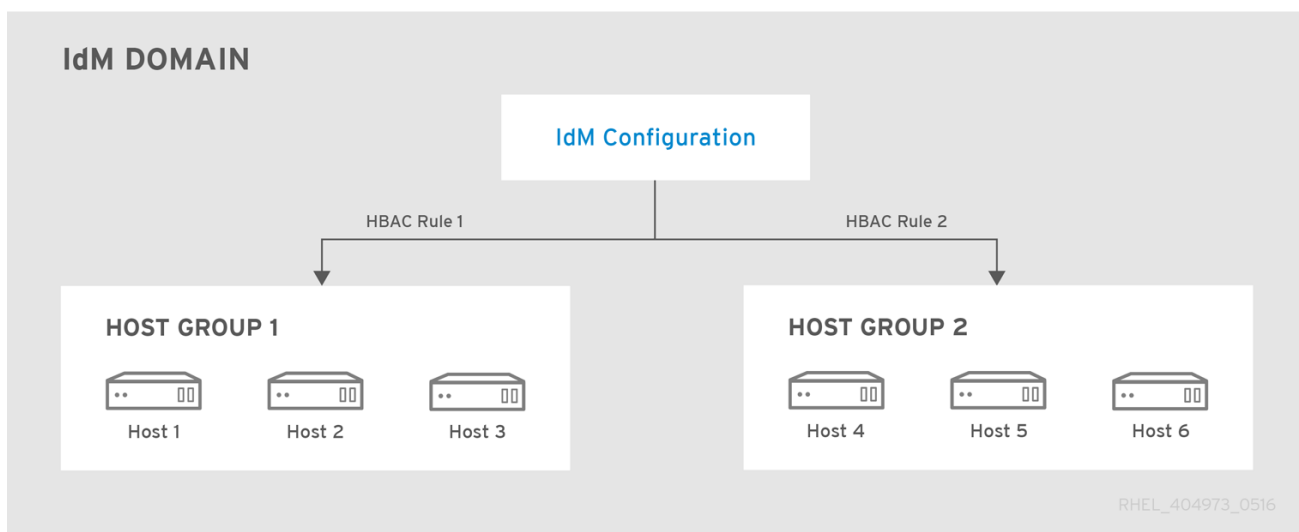 IdM DOMAIN
IdM Configuration
HBAC Rule 1
HBAC Rule 2
HOST GROUP 1
HOST GROUP 2
Host 1
Host 2
Host 3
Host 4
Host 5
Host 6
RHEL_404973_0516